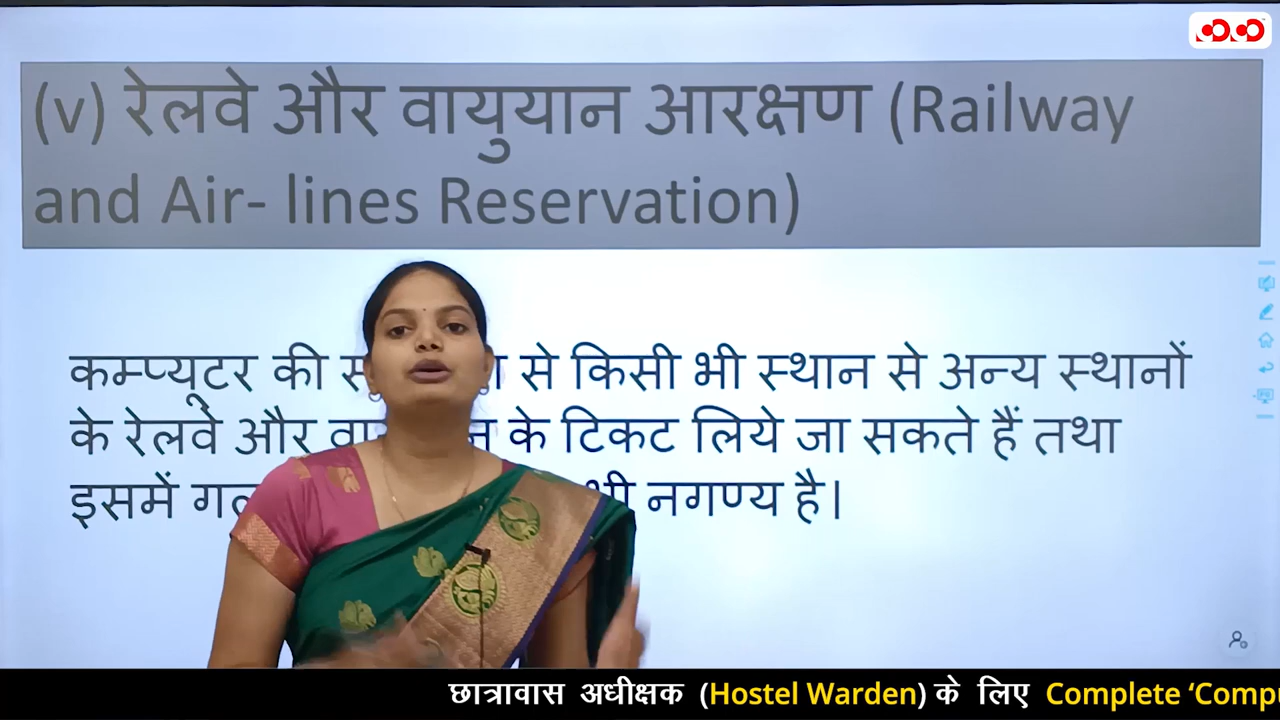 (v) रेलवे और वायुयान आरक्षण (Railway
and Air- lines Reservation)
कम्प्यूटर की से किसी भी स्थान से अन्य स्थानों
के रेलवे और के टिकट लिये जा सकते हैं तथा
इसमें भी नगण्य है।
छात्रावास अधीक्षक (Hostel Warden) के लिए Complete